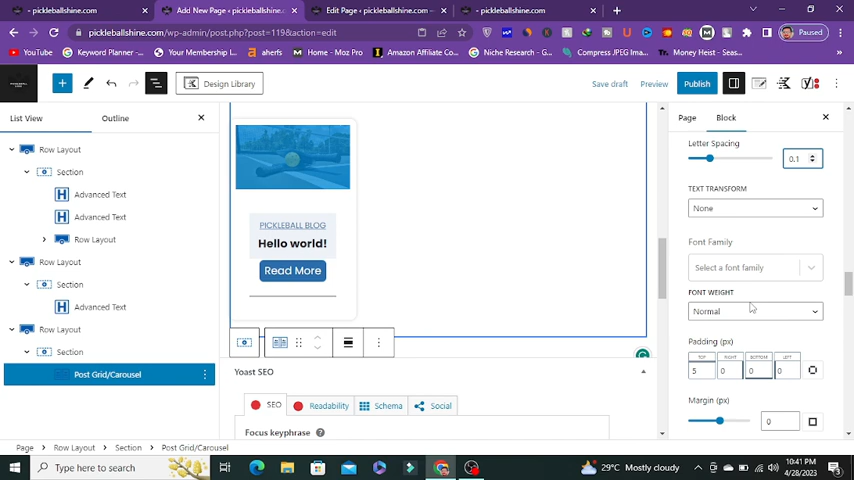 - pickleballshine.com
Add New Page ‹ pickleballshine.c
Edit Page ‹ pickleballshine.com -
- pickleballshine.com
pickleballshine.com/wp-admin/post.php?post=119&action=edit
Paused
YouTube
Keyword Planner -...
Your Membership I...
aherfs
Home - Moz Pro
Amazon Affiliate Co...
Niche Research - G...
Compress JPEG Ima...
Money Heist - Seas...
Design Library
Save draft
Preview
Publish
List View
Outline
Page
Block
Row Layout
Section
Advanced Text
Advanced Text
Row Layout
Row Layout
Section
Advanced Text
Row Layout
Section
Post Grid/Carousel
PICKLEBALL BLOG
Hello world!
Read More
Letter Spacing
0.1
TEXT TRANSFORM
None
Font Family
Select a font family
FONT WEIGHT
Normal
Padding (px)
TOP RIGHT BOTTOM LEFT
5 0 0 0
Margin (px)
0
Yoast SEO
SEO
Readability
Schema
Social
Focus keyphrase
Page
Row Layout
Section
Post Grid/Carousel
Type here to search
29°C Mostly cloudy
10:41 PM
4/28/2023
3